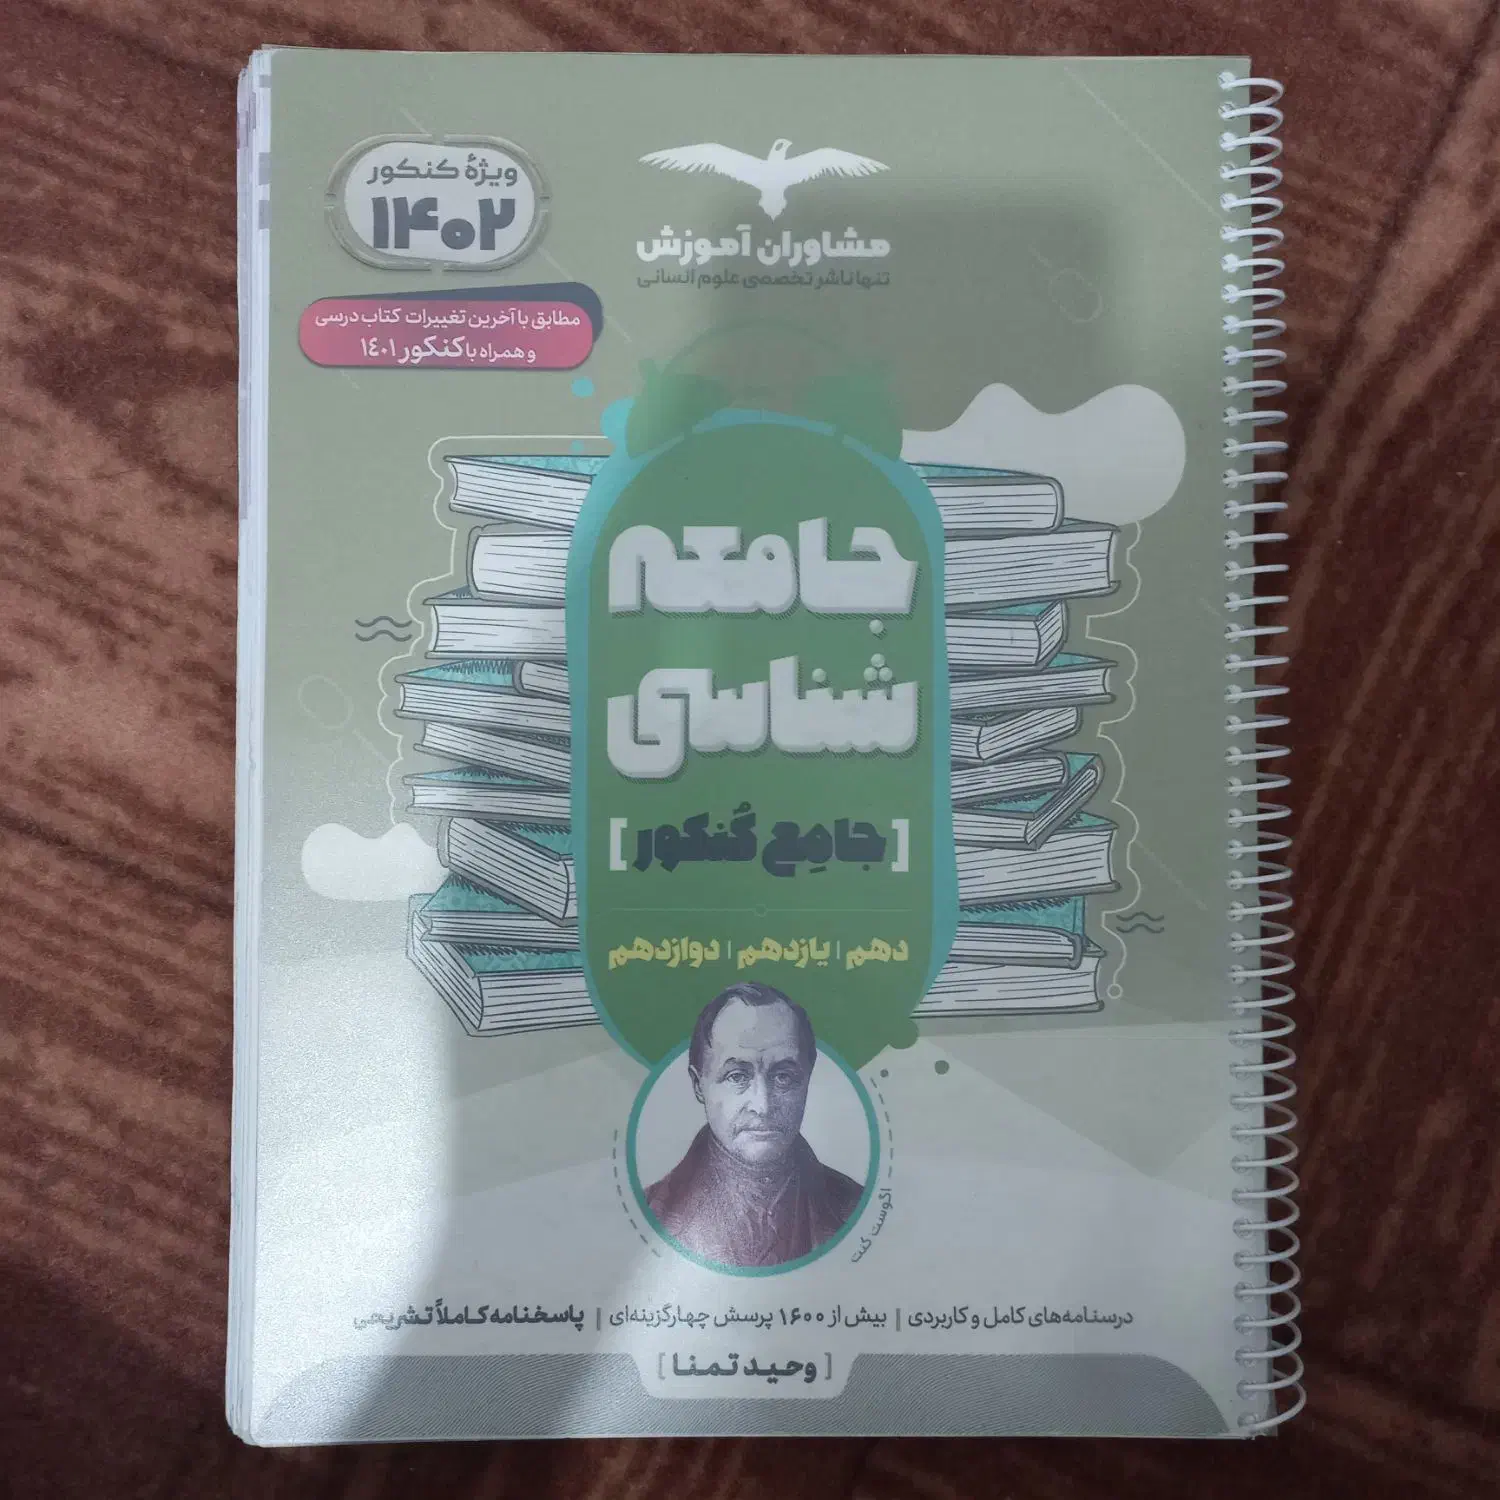 ویژهٔ کنکور
۱۴۰۲
مطابق با آخرین تغییرات کتاب درسی
و همراه با کنکور ۱۴۰۱
مشاوران آموزش
تنها ناشر تخصصی علوم انسانی
جامعه
شناسی
[جامِع کُنکور]
دهم | یازدهم | دوازدهم
اگوست کنت
درسنامه‌های کامل و کاربردی | بیش از ۱۶۰۰ پرسش چهارگزینه‌ای | پاسخنامه کاملاً تشریحی
[وحید تمنا]